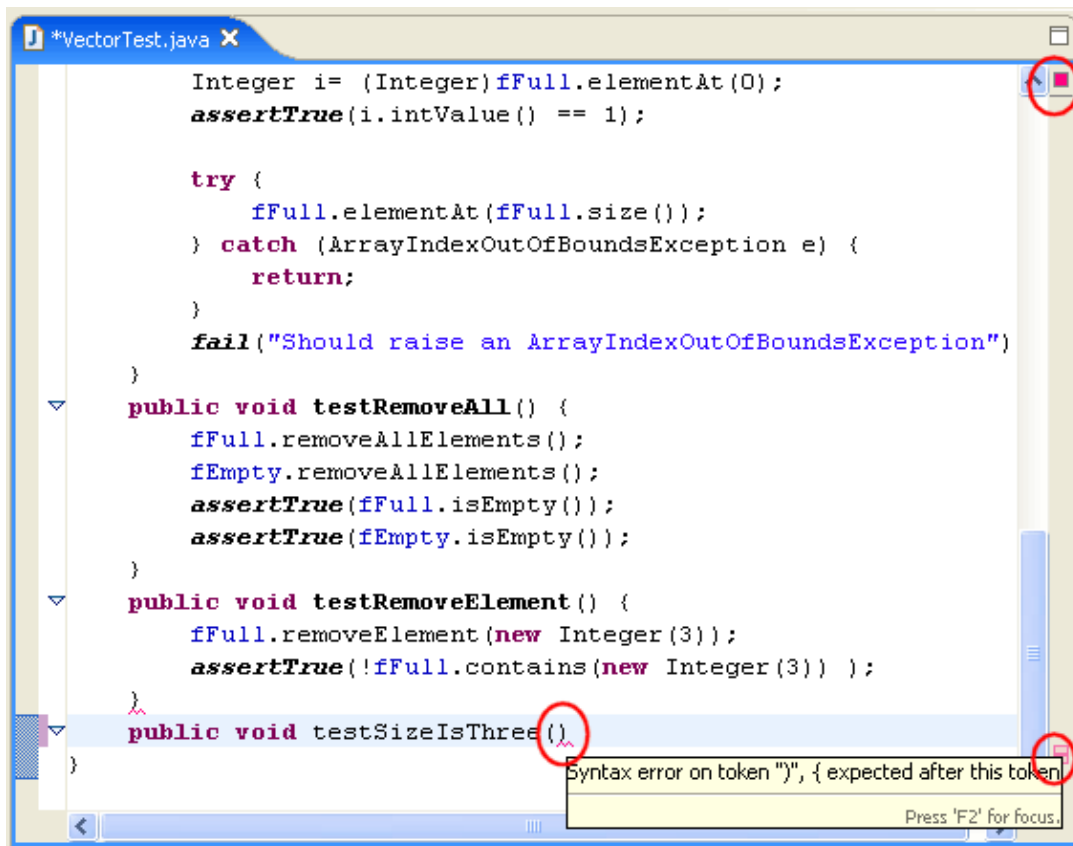 *VectorTest.java
Integer i= (Integer)fFull.elementAt(0);
assertTrue(i.intValue() == 1);
try {
fFull.elementAt(fFull.size());
} catch (ArrayIndexOutOfBoundsException e) {
return;
}
fail("Should raise an ArrayIndexOutOfBoundsException")
}
public void testRemoveAll() {
fFull.removeAllElements();
fEmpty.removeAllElements();
assertTrue(fFull.isEmpty());
assertTrue(fEmpty.isEmpty());
}
public void testRemoveElement() {
fFull.removeElement(new Integer(3));
assertTrue(!fFull.contains(new Integer(3)) );
}
public void testSizeIsThree()
}
Syntax error on token ")", { expected after this token
Press 'F2' for focus.